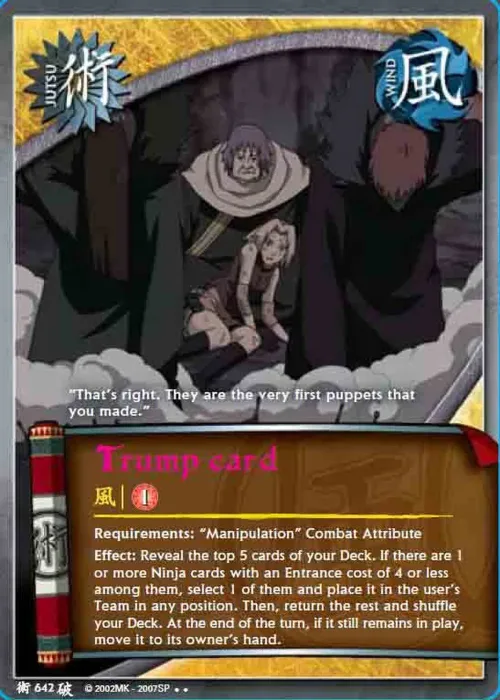 JUTSU 術
WIND 風
"That's right. They are the very first puppets that
you made."
Trump card
風 1
Requirements: "Manipulation" Combat Attribute
Effect: Reveal the top 5 cards of your Deck. If there are 1
or more Ninja cards with an Entrance cost of 4 or less
among them, select 1 of them and place it in the user's
Team in any position. Then, return the rest and shuffle
your Deck. At the end of the turn, if it still remains in play,
move it to its owner's hand.
術
術 642 破 © 2002MK - 2007SP